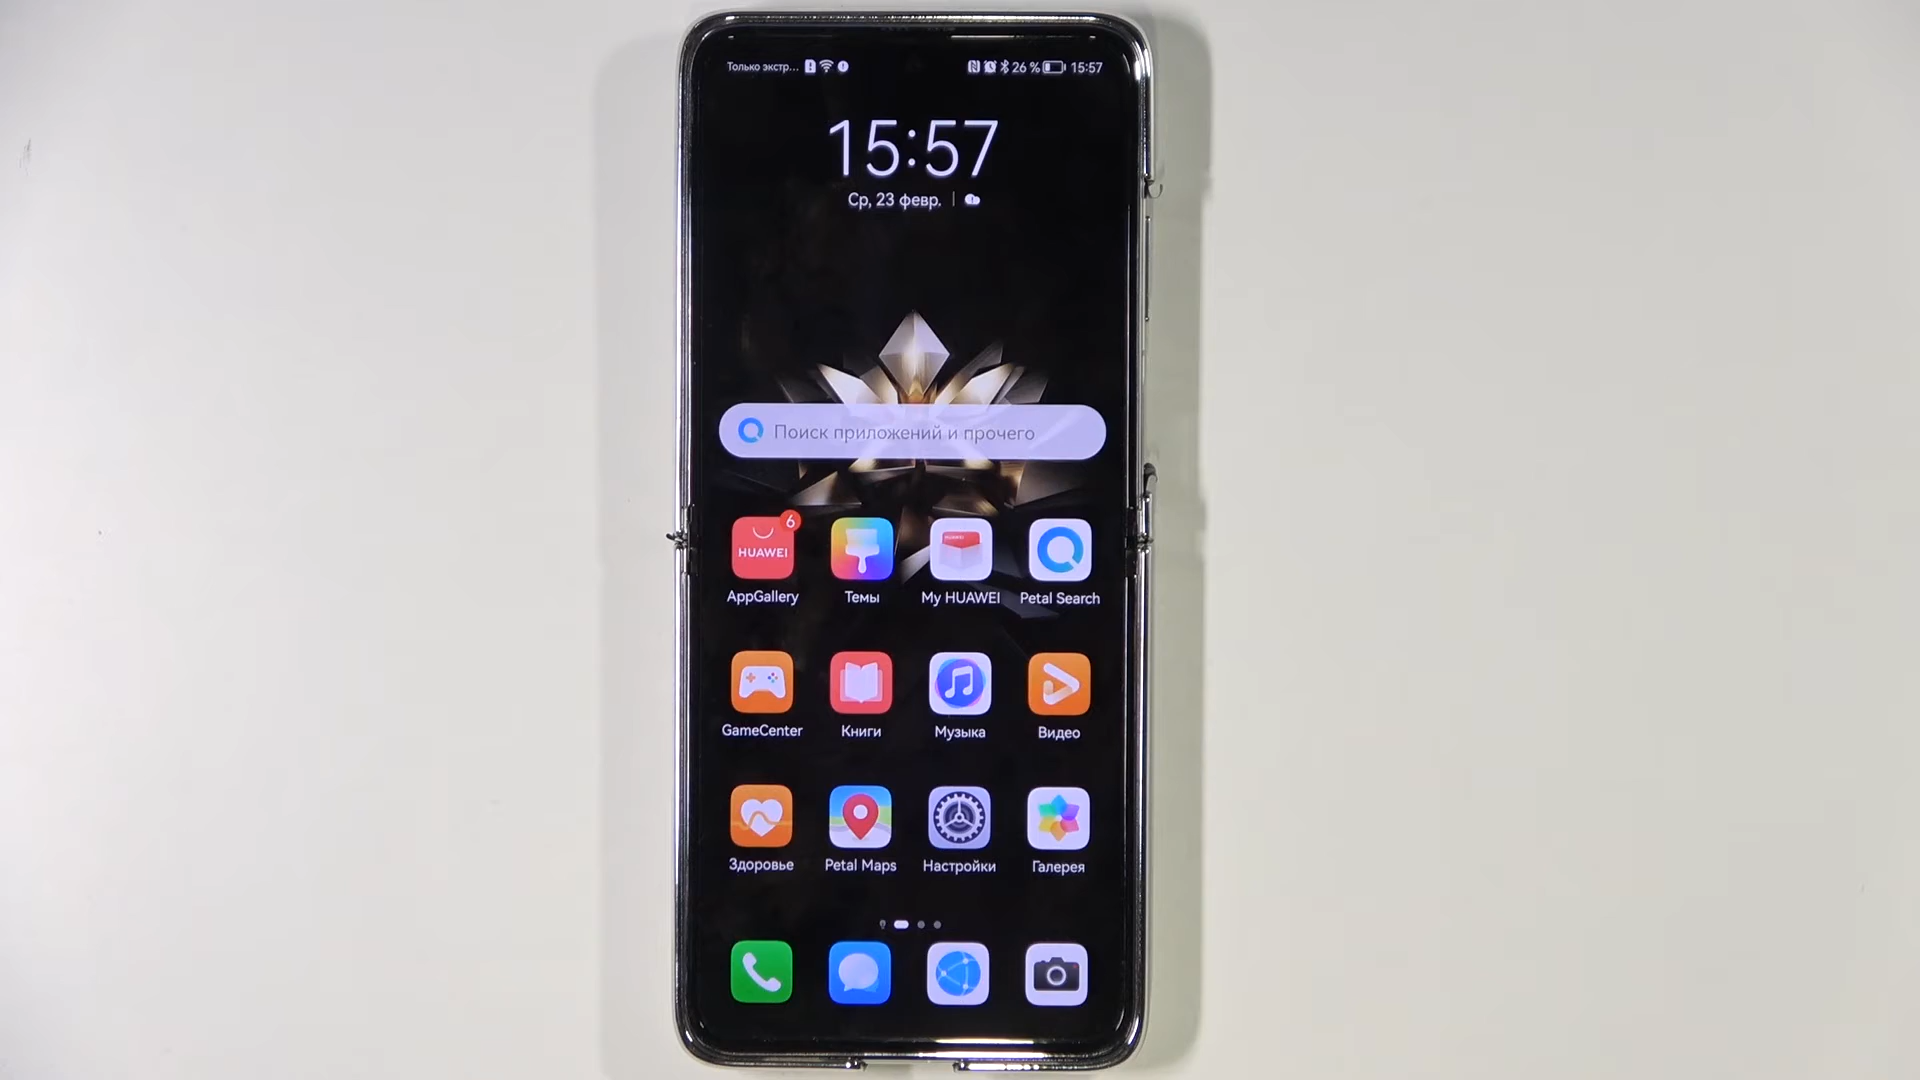 Только экстр... 26 % 15:57
15:57
Ср, 23 февр.
Поиск приложений и прочего
6
HUAWEI
HUAWEI
AppGallery Темы My HUAWEI Petal Search
GameCenter Книги Музыка Видео
Здоровье Petal Maps Настройки Галерея